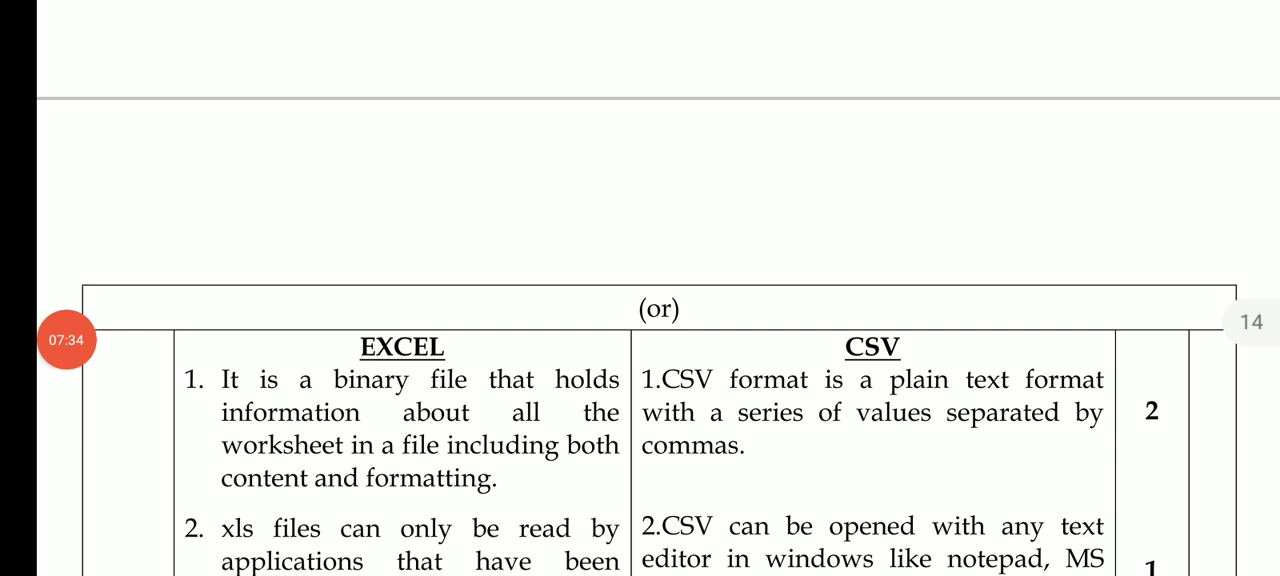 (or)
07:34
14
EXCEL
1. It is a binary file that holds
information about all the
worksheet in a file including both
content and formatting.
2. xls files can only be read by
applications that have been
CSV
1.CSV format is a plain text format
with a series of values separated by
commas.
2.CSV can be opened with any text
editor in windows like notepad, MS
2
1